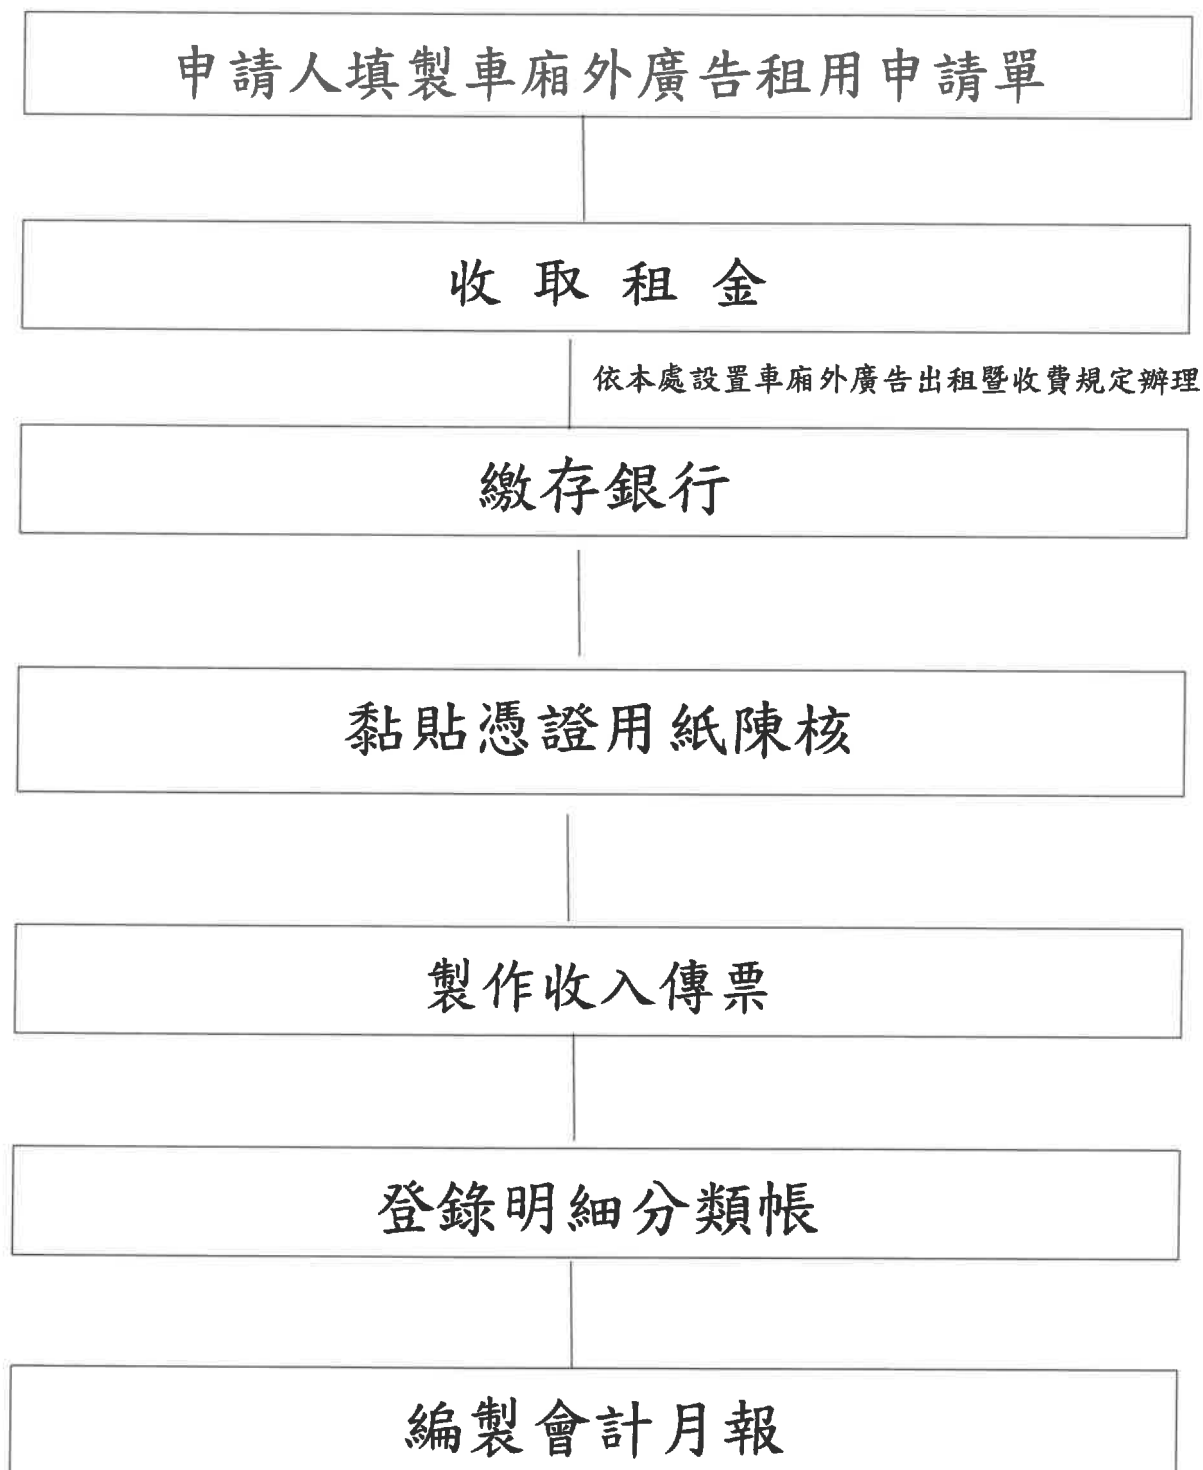 申請人填製車廂外廣告租用申請單
收取租金
依本處設置車廂外廣告出租暨收費規定辦理
繳存銀行
黏貼憑證用紙陳核
製作收入傳票
登錄明細分類帳
編製會計月報